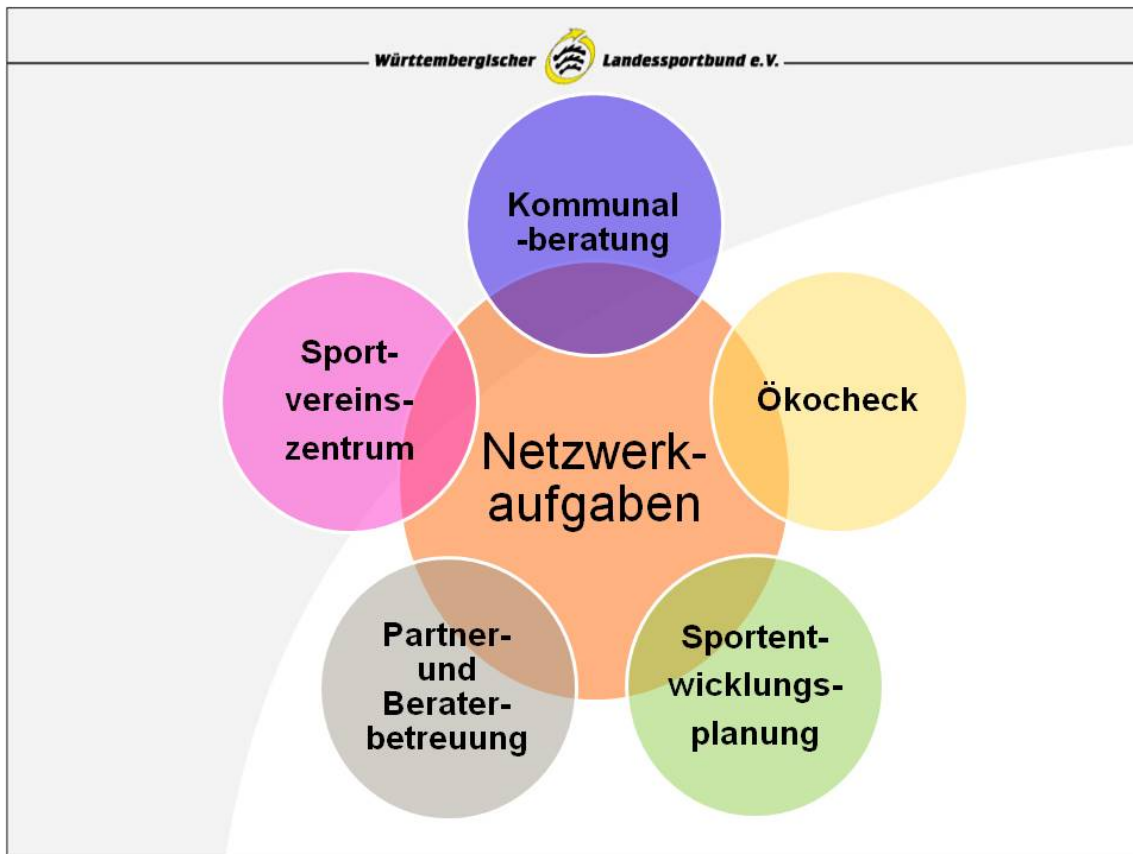 Württembergischer Landessportbund e.V.
Kommunal
-beratung
Sport-
vereins-
zentrum
Ökocheck
Netzwerk-
aufgaben
Partner-
und
Berater-
betreuung
Sportent-
wicklungs-
planung